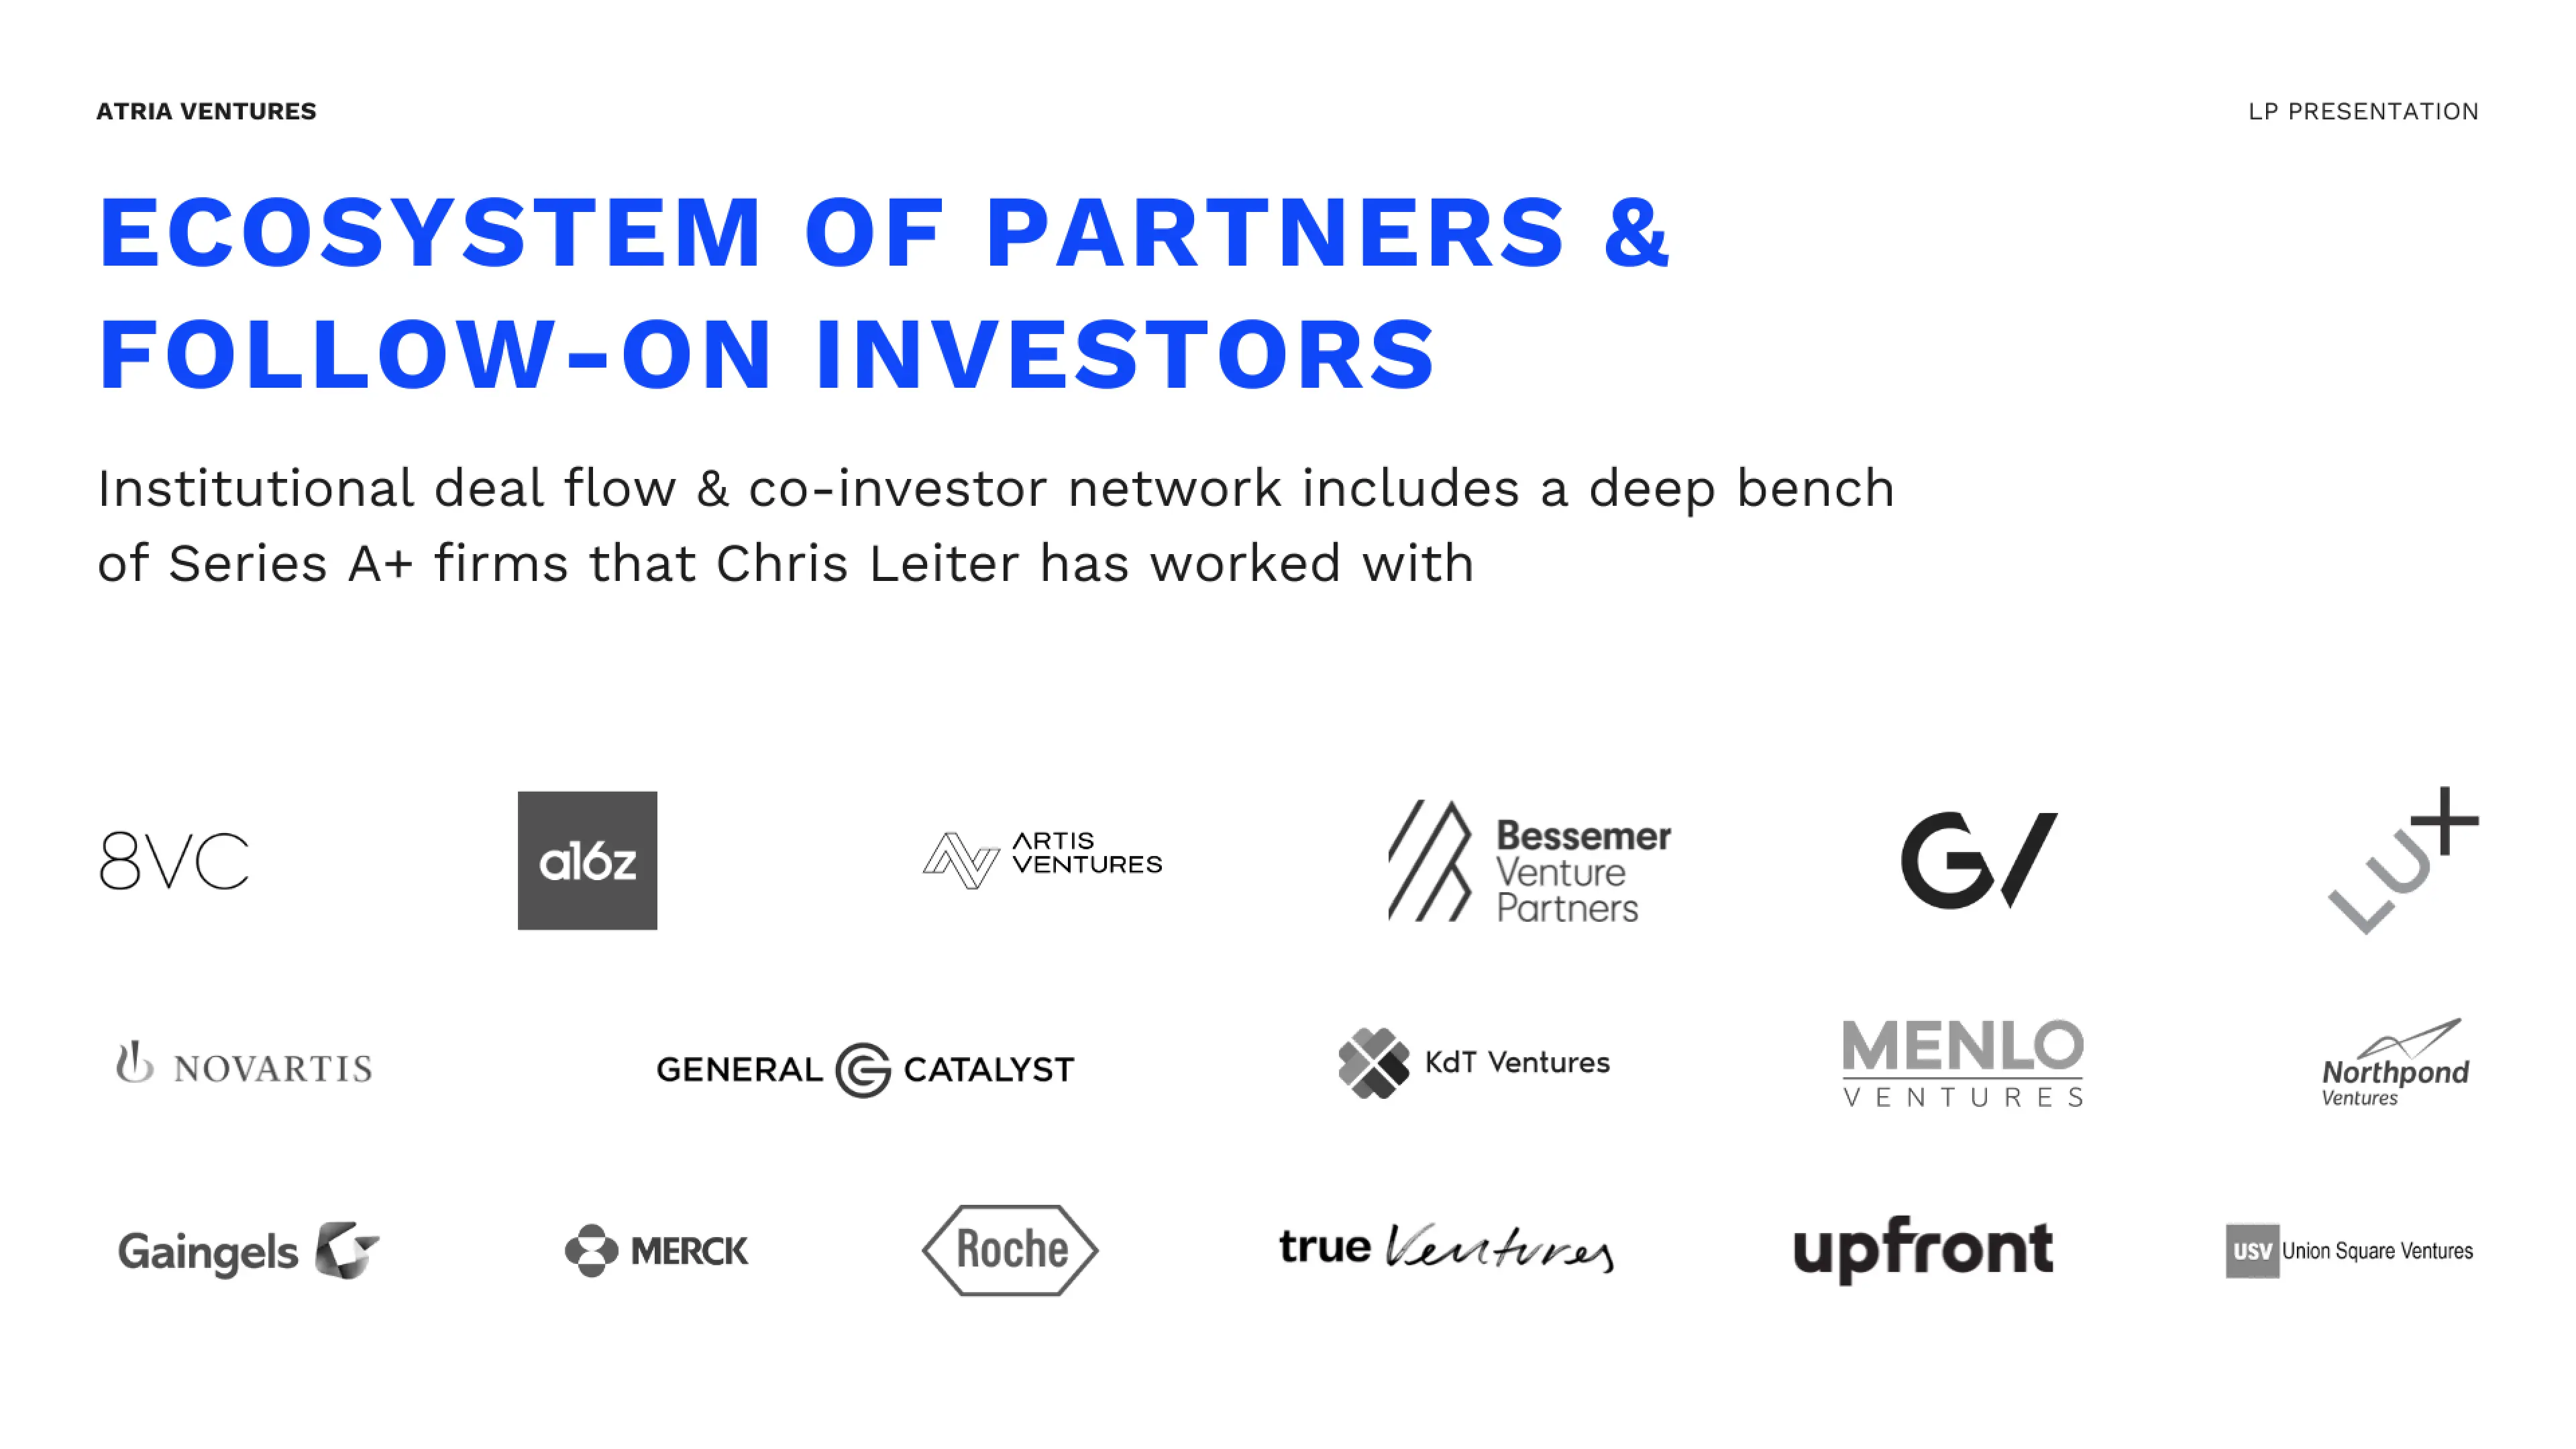 ATRIA VENTURES
LP PRESENTATION
ECOSYSTEM OF PARTNERS &
FOLLOW-ON INVESTORS
Institutional deal flow & co-investor network includes a deep bench
of Series A+ firms that Chris Leiter has worked with
8VC
a16z
ARTIS
VENTURES
Bessemer
Venture
Partners
GV
LU+
NOVARTIS
GENERAL CATALYST
KdT Ventures
MENLO
VENTURES
Northpond
Ventures
Gaingels
MERCK
Roche
true Ventures
upfront
USV Union Square Ventures